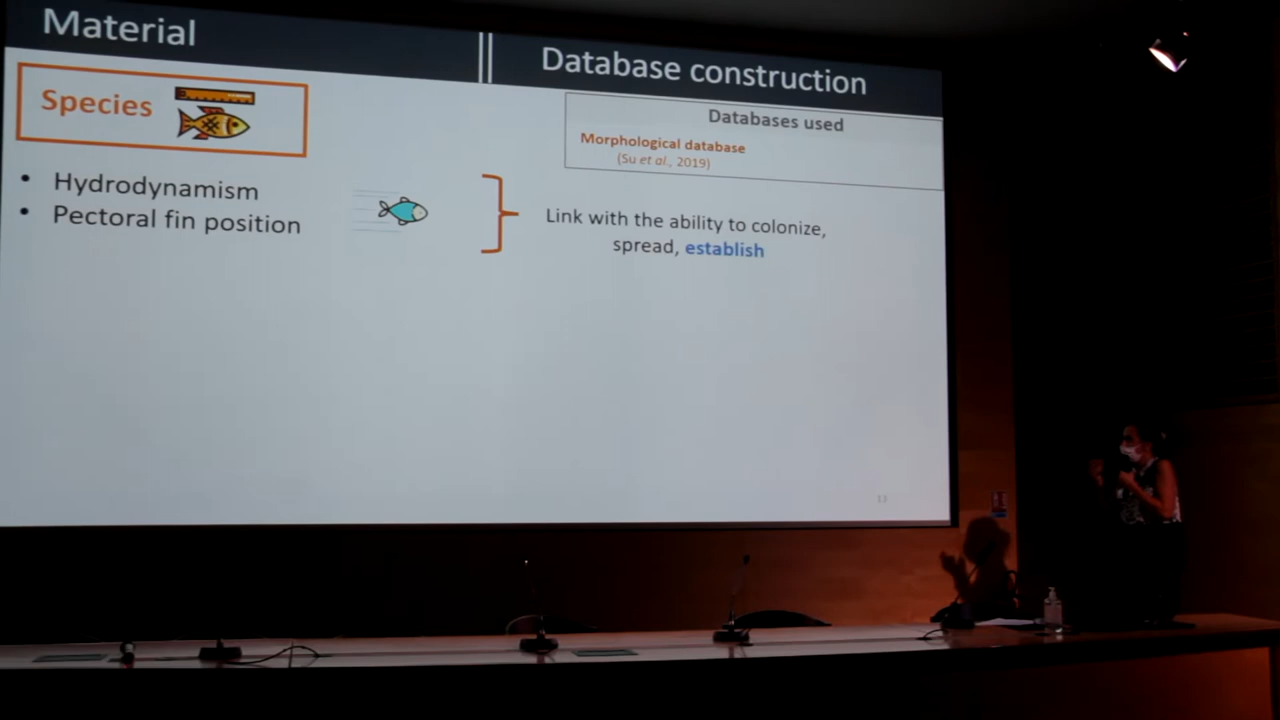 Material
Database construction
Species
Databases used
Morphological database
(Su et al., 2019)
• Hydrodynamism
• Pectoral fin position
Link with the ability to colonize,
spread, establish